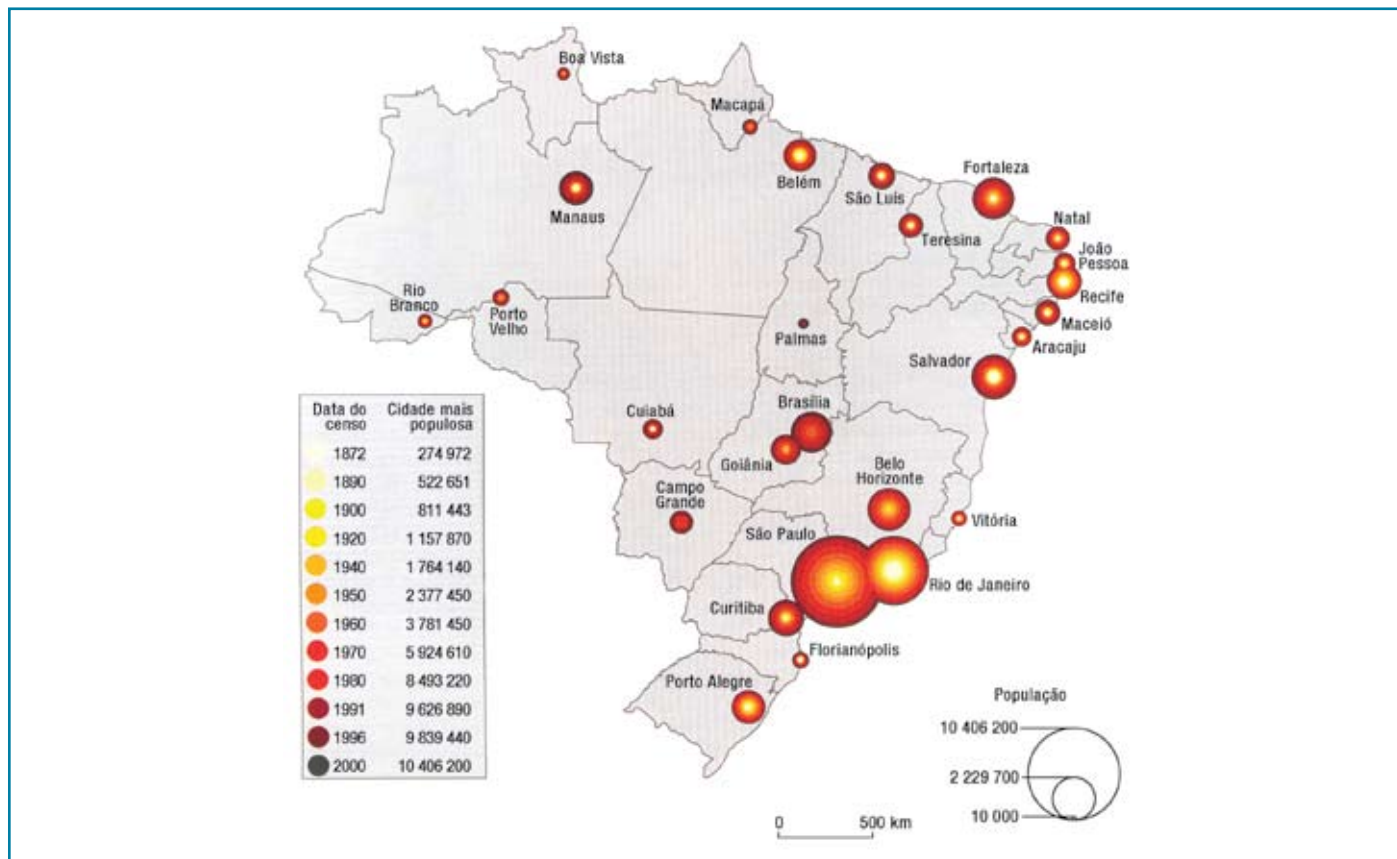 Boa Vista
Macapá
Belém
São Luís
Fortaleza
Manaus
Teresina
Natal
João
Pessoa
Recife
Rio
Branco
Porto
Velho
Palmas
Maceió
Aracaju
Salvador
Cuiabá
Brasília
Goiânia
Belo
Horizonte
Campo
Grande
Vitória
São Paulo
Rio de Janeiro
Curitiba
Florianópolis
Porto Alegre
Data do Cidade mais
censo populosa
1872 274 972
1890 522 651
1900 811 443
1920 1 157 870
1940 1 764 140
1950 2 377 450
1960 3 781 450
1970 5 924 610
1980 8 493 220
1991 9 626 890
1996 9 839 440
2000 10 406 200
População
10 406 200
2 229 700
10 000
0 500 km